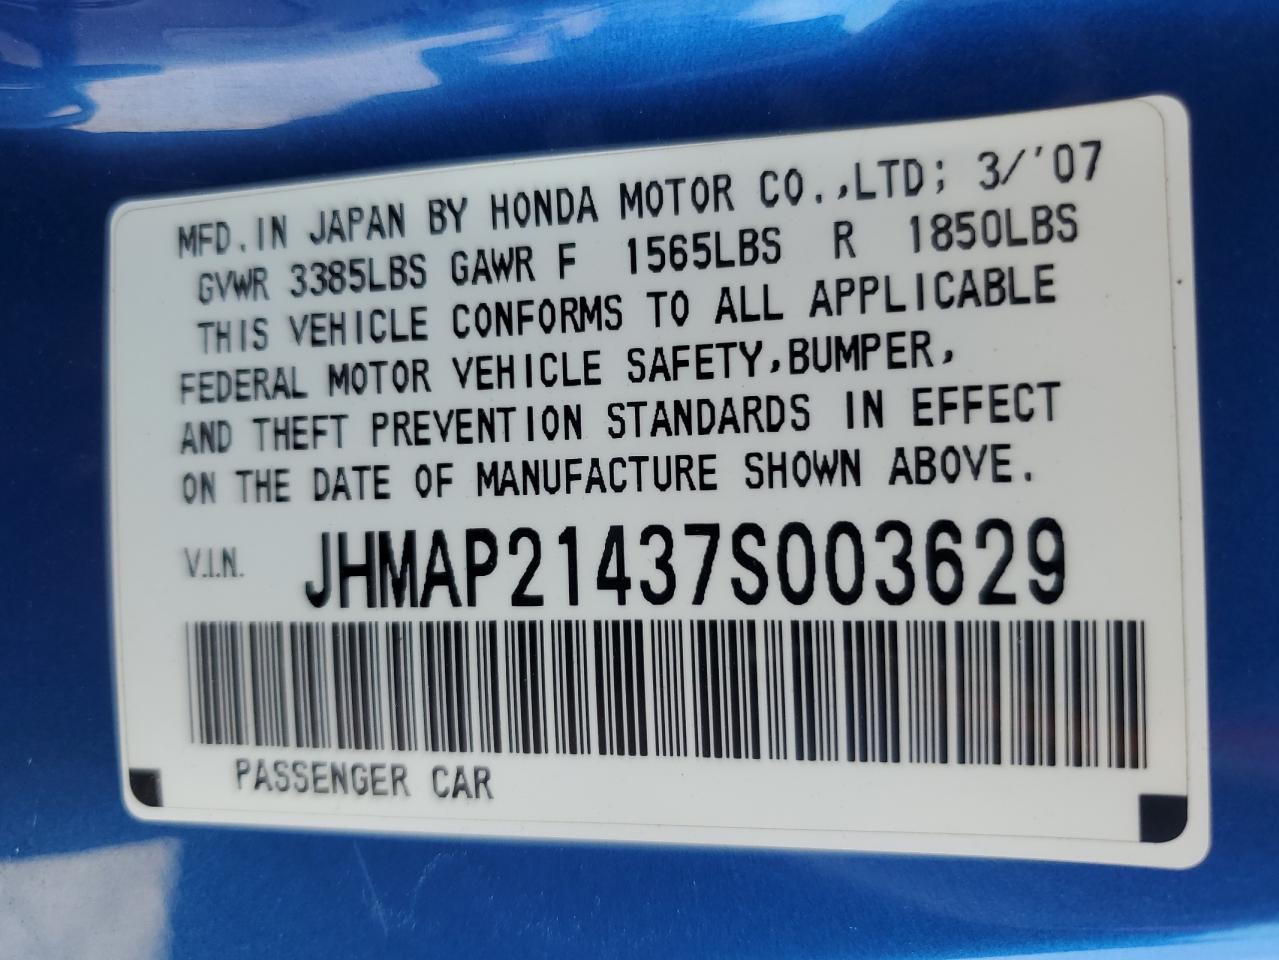 MFD.IN JAPAN BY HONDA MOTOR CO.,LTD; 3/'07
GVWR 3385LBS GAWR F 1565LBS R 1850LBS
THIS VEHICLE CONFORMS TO ALL APPLICABLE
FEDERAL MOTOR VEHICLE SAFETY,BUMPER,
AND THEFT PREVENTION STANDARDS IN EFFECT
ON THE DATE OF MANUFACTURE SHOWN ABOVE.
V.I.N. JHMAP21437S003629
PASSENGER CAR